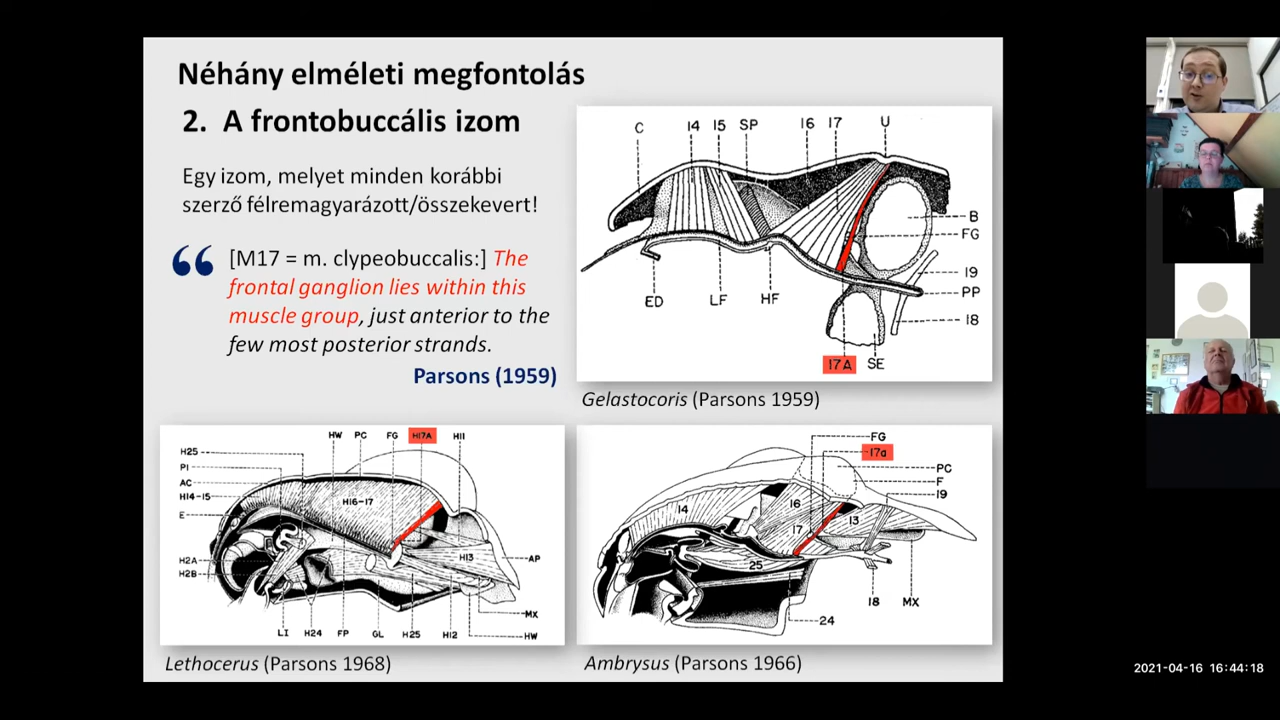 Néhány elméleti megfontolás
2. A frontobuccális izom
Egy izom, melyet minden korábbi
szerző félremagyarázott/összekevert!
“ [M17 = m. clypeobuccalis:] The
frontal ganglion lies within this
muscle group, just anterior to the
few most posterior strands.
Parsons (1959)
C 14 15 SP 16 17 U
B
FG
19
PP
18
ED LF HF 17A SE
Gelastocoris (Parsons 1959)
HW PC FG H17A H11
H25
PI
AC
H14-15
E
H16-17
H2A
H2B
H13
AP
MX
LI H24 FP GL H25 H12 HW
Lethocerus (Parsons 1968)
FG
17a
PC
F
19
14 16 17 13
25
18 MX
24
Ambrysus (Parsons 1966)
2021-04-16 16:44:18